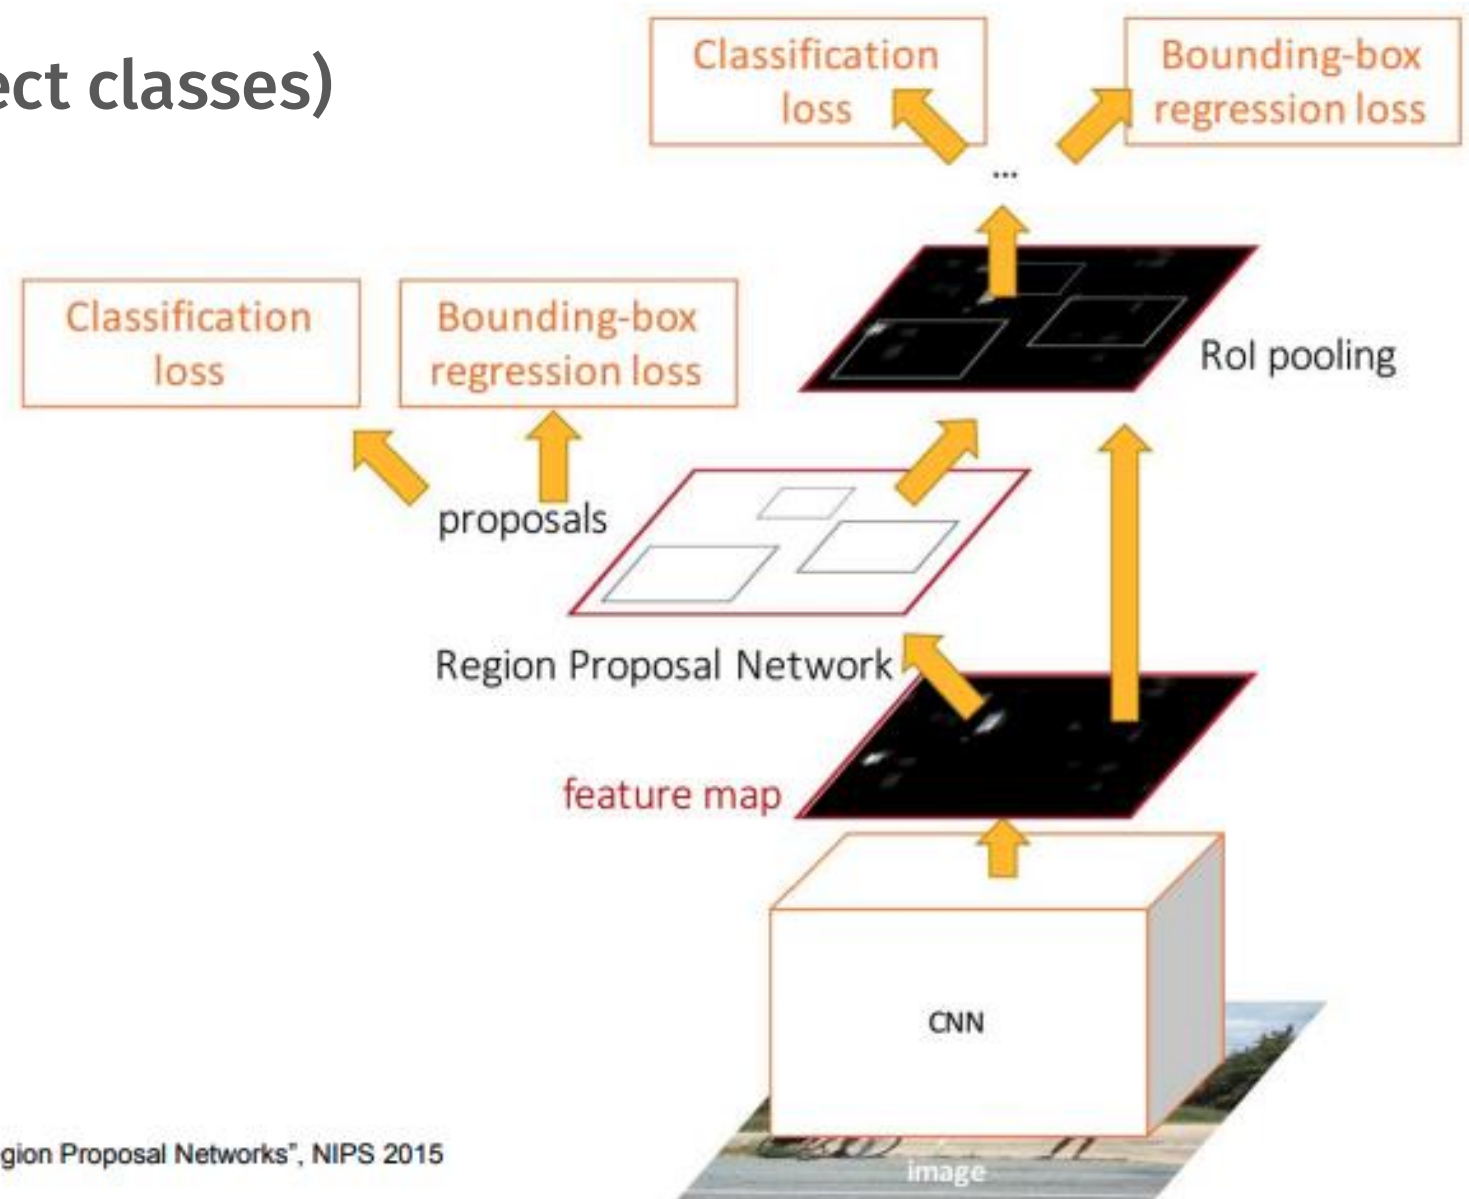 ect classes)
Classification
loss
Bounding-box
regression loss
...
Classification
loss
Bounding-box
regression loss
RoI pooling
proposals
Region Proposal Network
feature map
CNN
image
gion Proposal Networks”, NIPS 2015